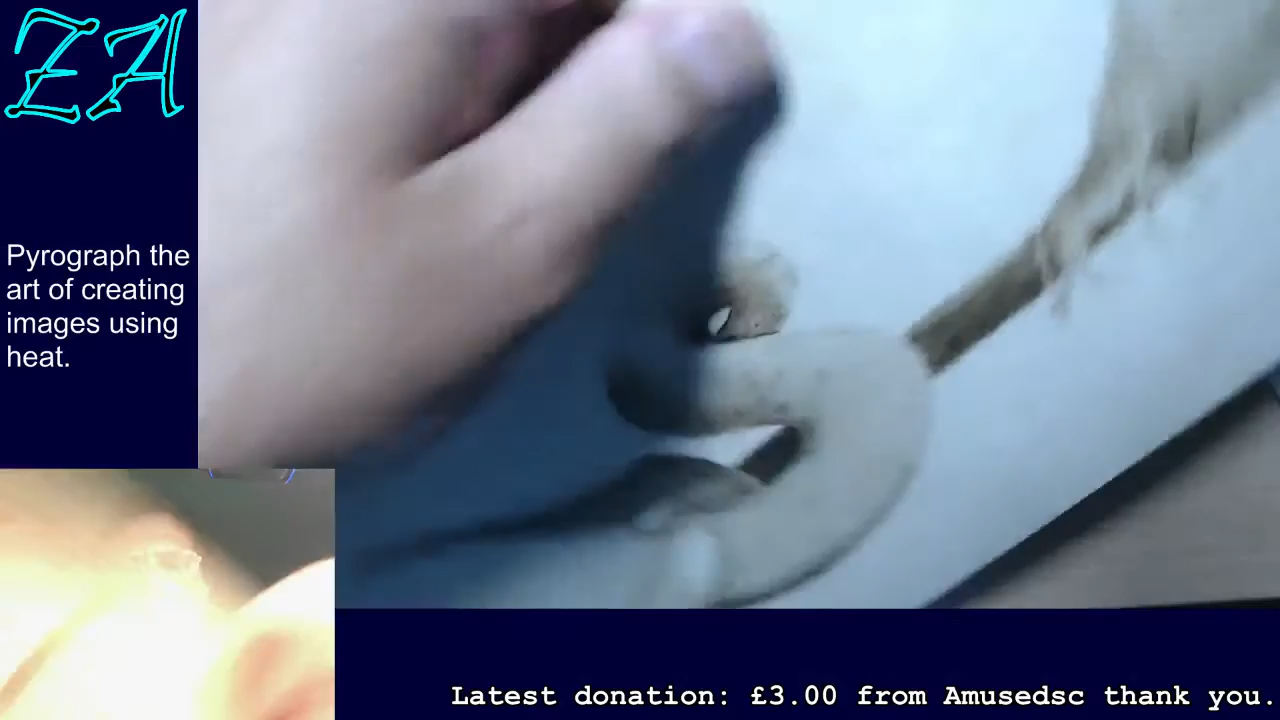 ZA
Pyrograph the
art of creating
images using
heat.
Latest donation: £3.00 from Amusedsc thank you.